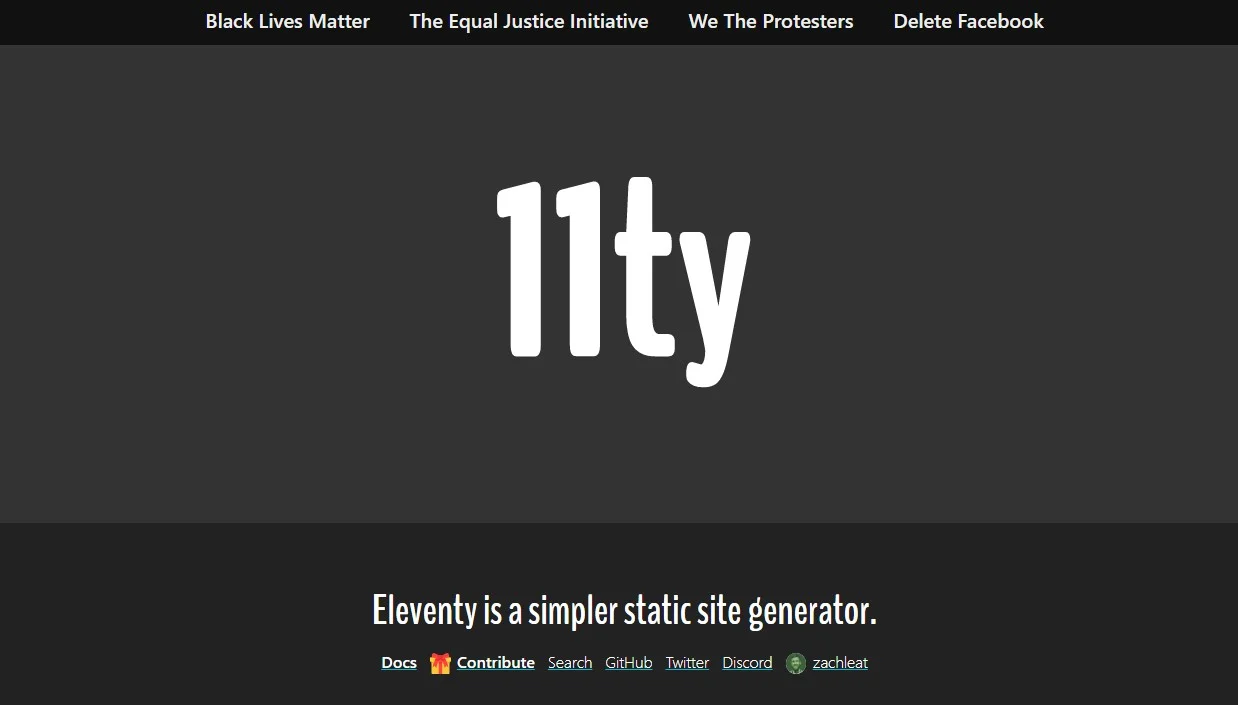 Black Lives Matter The Equal Justice Initiative We The Protesters Delete Facebook
11ty
Eleventy is a simpler static site generator.
Docs Contribute Search GitHub Twitter Discord zachleat